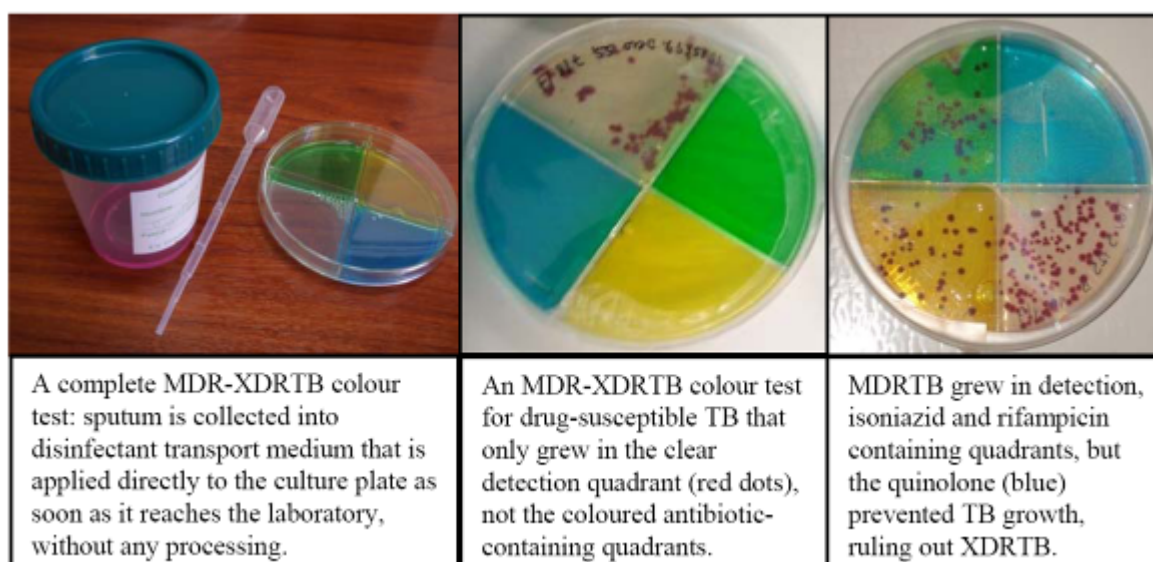 A complete MDR-XDRTB colour
test: sputum is collected into
disinfectant transport medium that is
applied directly to the culture plate as
soon as it reaches the laboratory,
without any processing.
An MDR-XDRTB colour test
for drug-susceptible TB that
only grew in the clear
detection quadrant (red dots),
not the coloured antibiotic-
containing quadrants.
MDRTB grew in detection,
isoniazid and rifampicin
containing quadrants, but
the quinolone (blue)
prevented TB growth,
ruling out XDRTB.